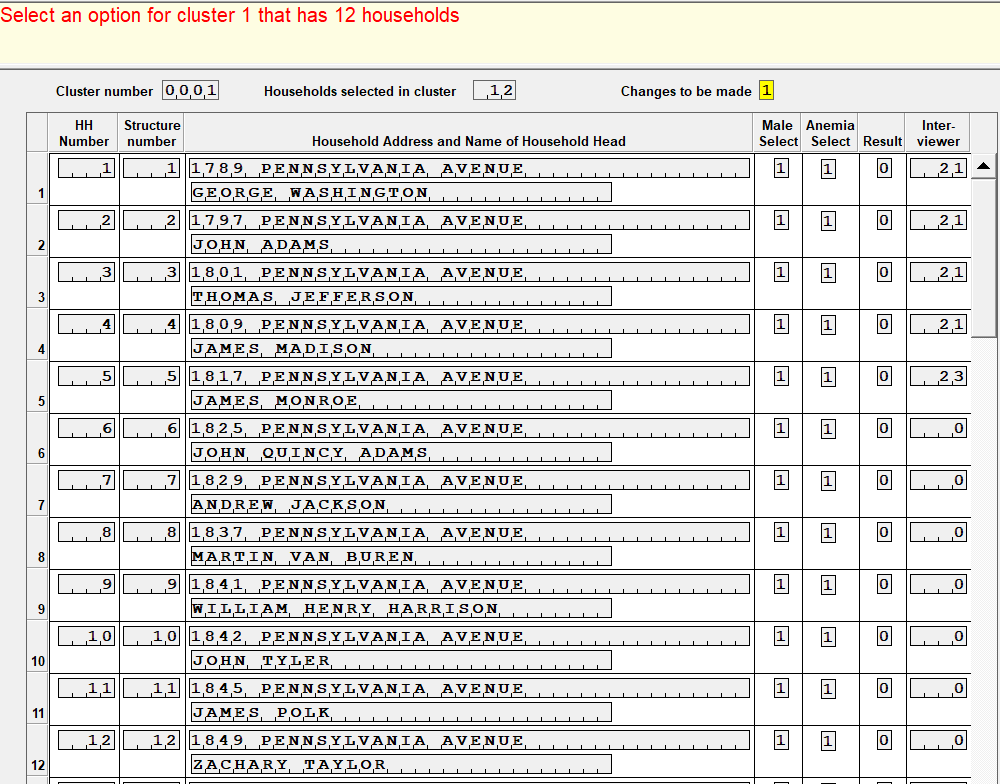 Select an option for cluster 1 that has 12 households
Cluster number 0001 Households selected in cluster 12 Changes to be made 1
HH Number Structure number Household Address and Name of Household Head Male Select Anemia Select Result Inter-viewer
1 1 1 1789 PENNSYLVANIA AVENUE 1 1 0 21
GEORGE WASHINGTON
2 2 2 1797 PENNSYLVANIA AVENUE 1 1 0 21
JOHN ADAMS
3 3 3 1801 PENNSYLVANIA AVENUE 1 1 0 21
THOMAS JEFFERSON
4 4 4 1809 PENNSYLVANIA AVENUE 1 1 0 21
JAMES MADISON
5 5 5 1817 PENNSYLVANIA AVENUE 1 1 0 23
JAMES MONROE
6 6 6 1825 PENNSYLVANIA AVENUE 1 1 0 0
JOHN QUINCY ADAMS
7 7 7 1829 PENNSYLVANIA AVENUE 1 1 0 0
ANDREW JACKSON
8 8 8 1837 PENNSYLVANIA AVENUE 1 1 0 0
MARTIN VAN BUREN
9 9 9 1841 PENNSYLVANIA AVENUE 1 1 0 0
WILLIAM HENRY HARRISON
10 10 10 1842 PENNSYLVANIA AVENUE 1 1 0 0
JOHN TYLER
11 11 11 1845 PENNSYLVANIA AVENUE 1 1 0 0
JAMES POLK
12 12 12 1849 PENNSYLVANIA AVENUE 1 1 0 0
ZACHARY TAYLOR